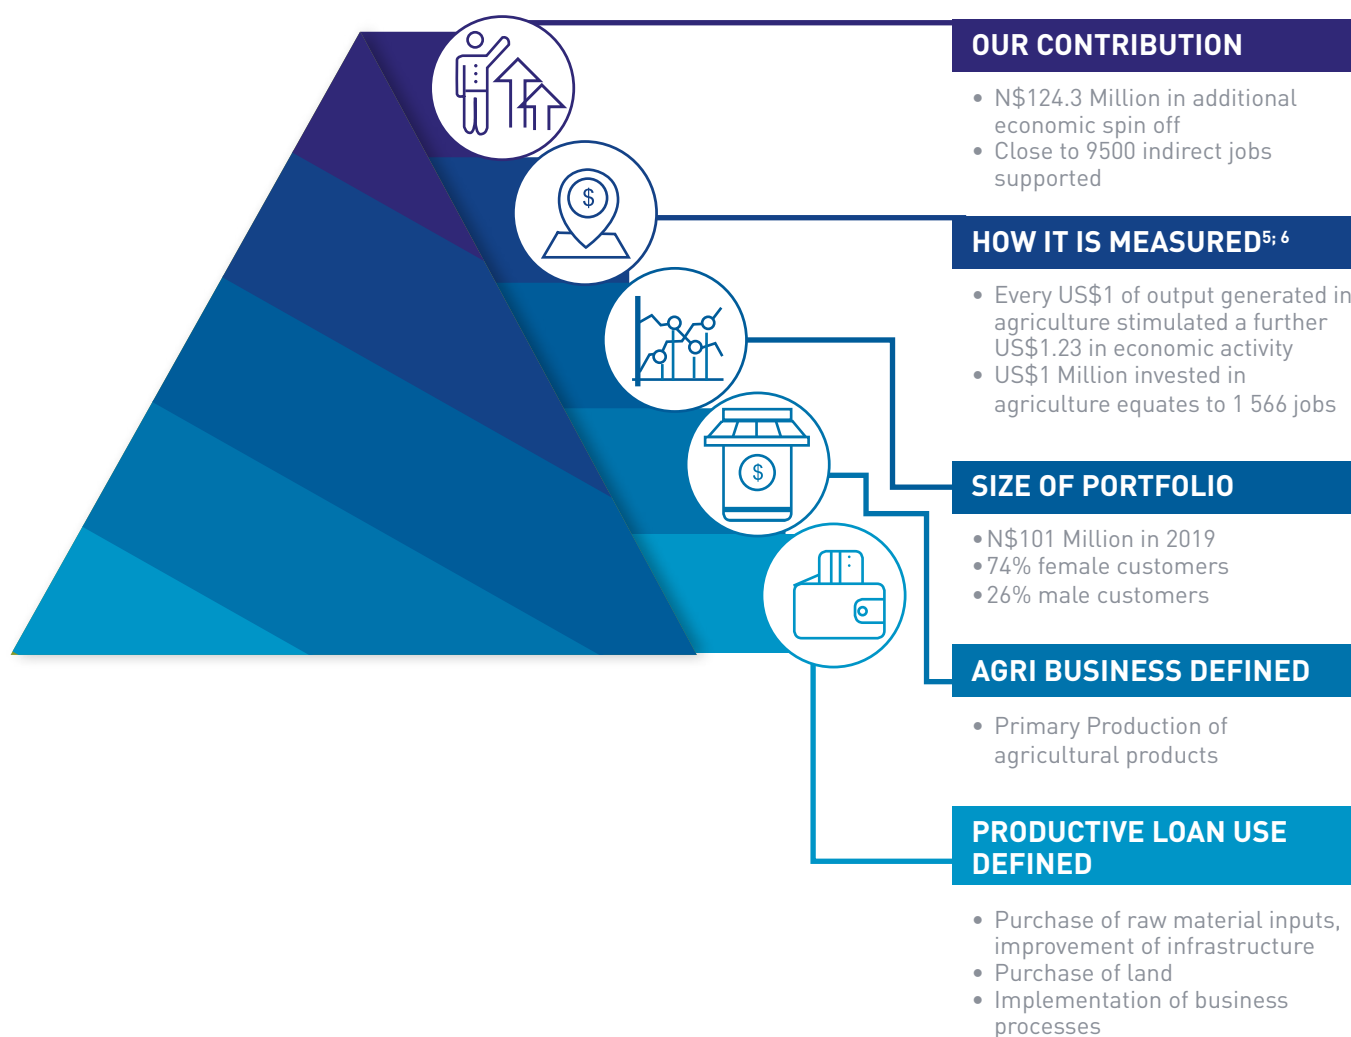 OUR CONTRIBUTION
• N$124.3 Million in additional
economic spin off
• Close to 9500 indirect jobs
supported
$
HOW IT IS MEASURED5; 6
• Every US$1 of output generated in
agriculture stimulated a further
US$1.23 in economic activity
• US$1 Million invested in
agriculture equates to 1 566 jobs
SIZE OF PORTFOLIO
• N$101 Million in 2019
• 74% female customers
• 26% male customers
$
AGRI BUSINESS DEFINED
• Primary Production of
agricultural products
PRODUCTIVE LOAN USE
DEFINED
• Purchase of raw material inputs,
improvement of infrastructure
• Purchase of land
• Implementation of business
processes